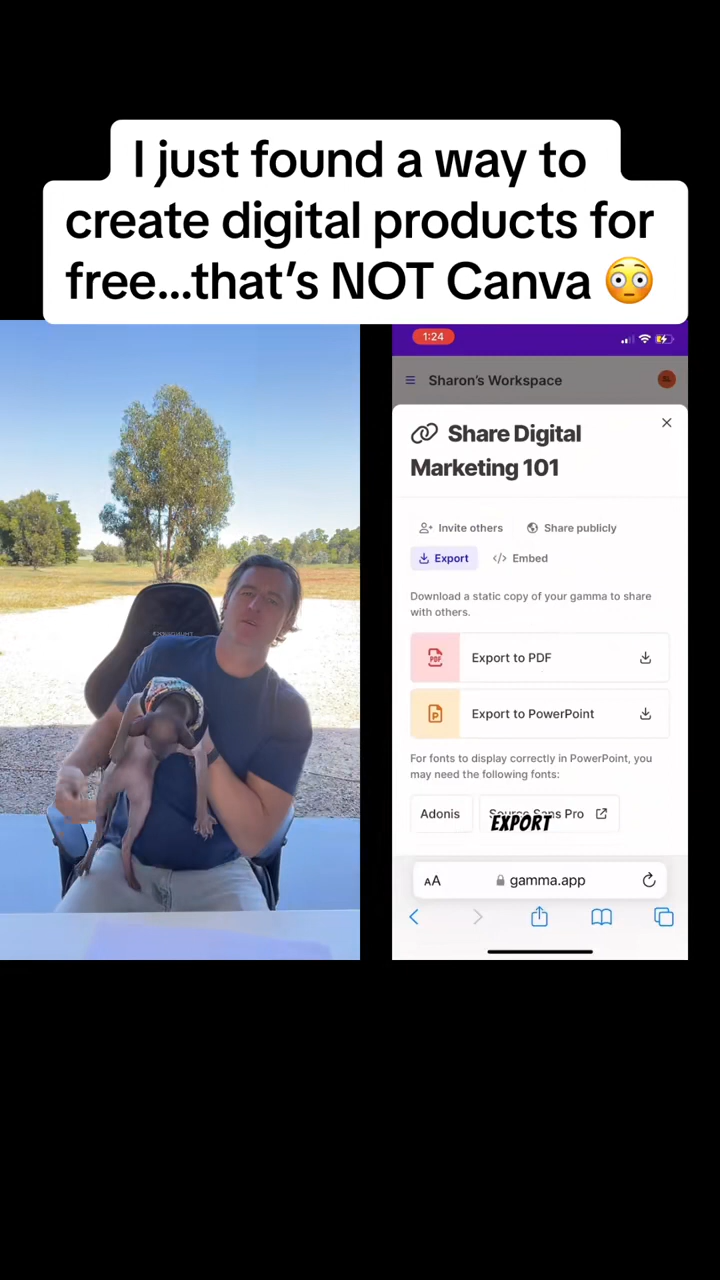 I just found a way to
create digital products for
free...that's NOT Canva 😳
1:24
Sharon's Workspace
Share Digital
Marketing 101
Invite others
Share publicly
Export
Embed
Download a static copy of your gamma to share
with others.
PDF
Export to PDF
P
Export to PowerPoint
For fonts to display correctly in PowerPoint, you
may need the following fonts:
Adonis
Source Sans Pro
EXPORT
AA
gamma.app